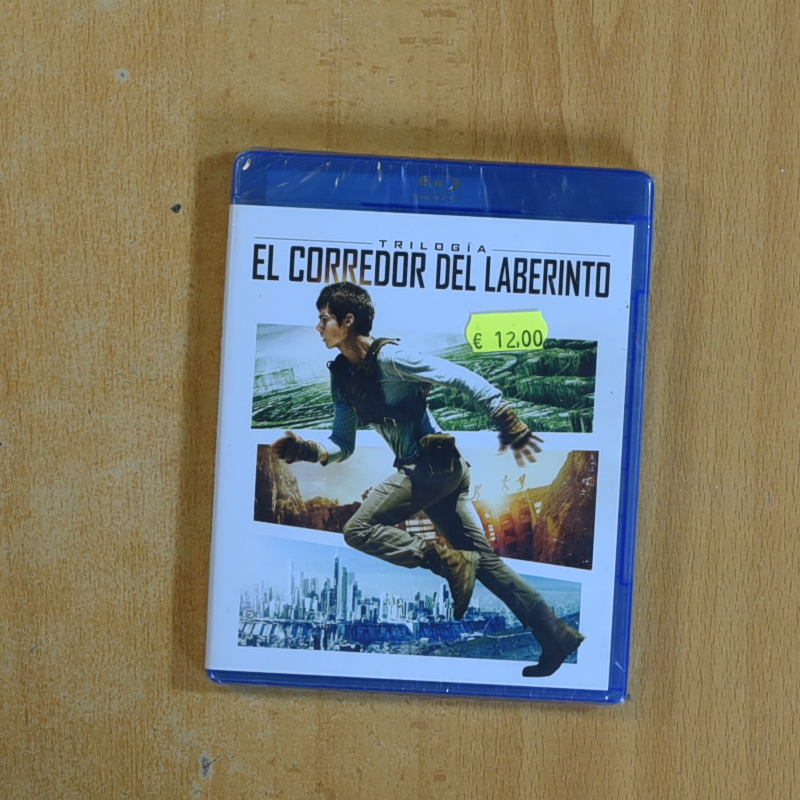 TRILOGÍA
EL CORREDOR DEL LABERINTO
€ 12,00